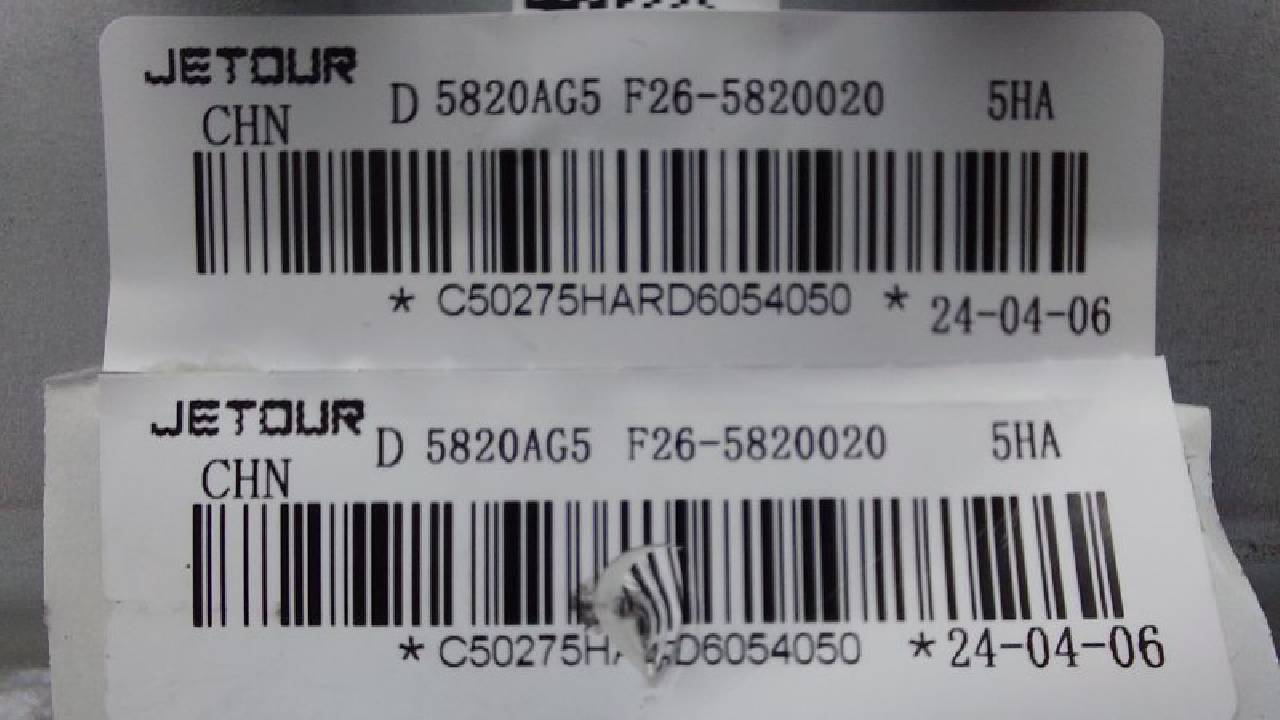 JETOUR
CHN D 5820AG5 F26-5820020 5HA
* C50275HARD6054050 * 24-04-06
JETOUR
CHN D 5820AG5 F26-5820020 5HA
* C50275H D6054050 * 24-04-06